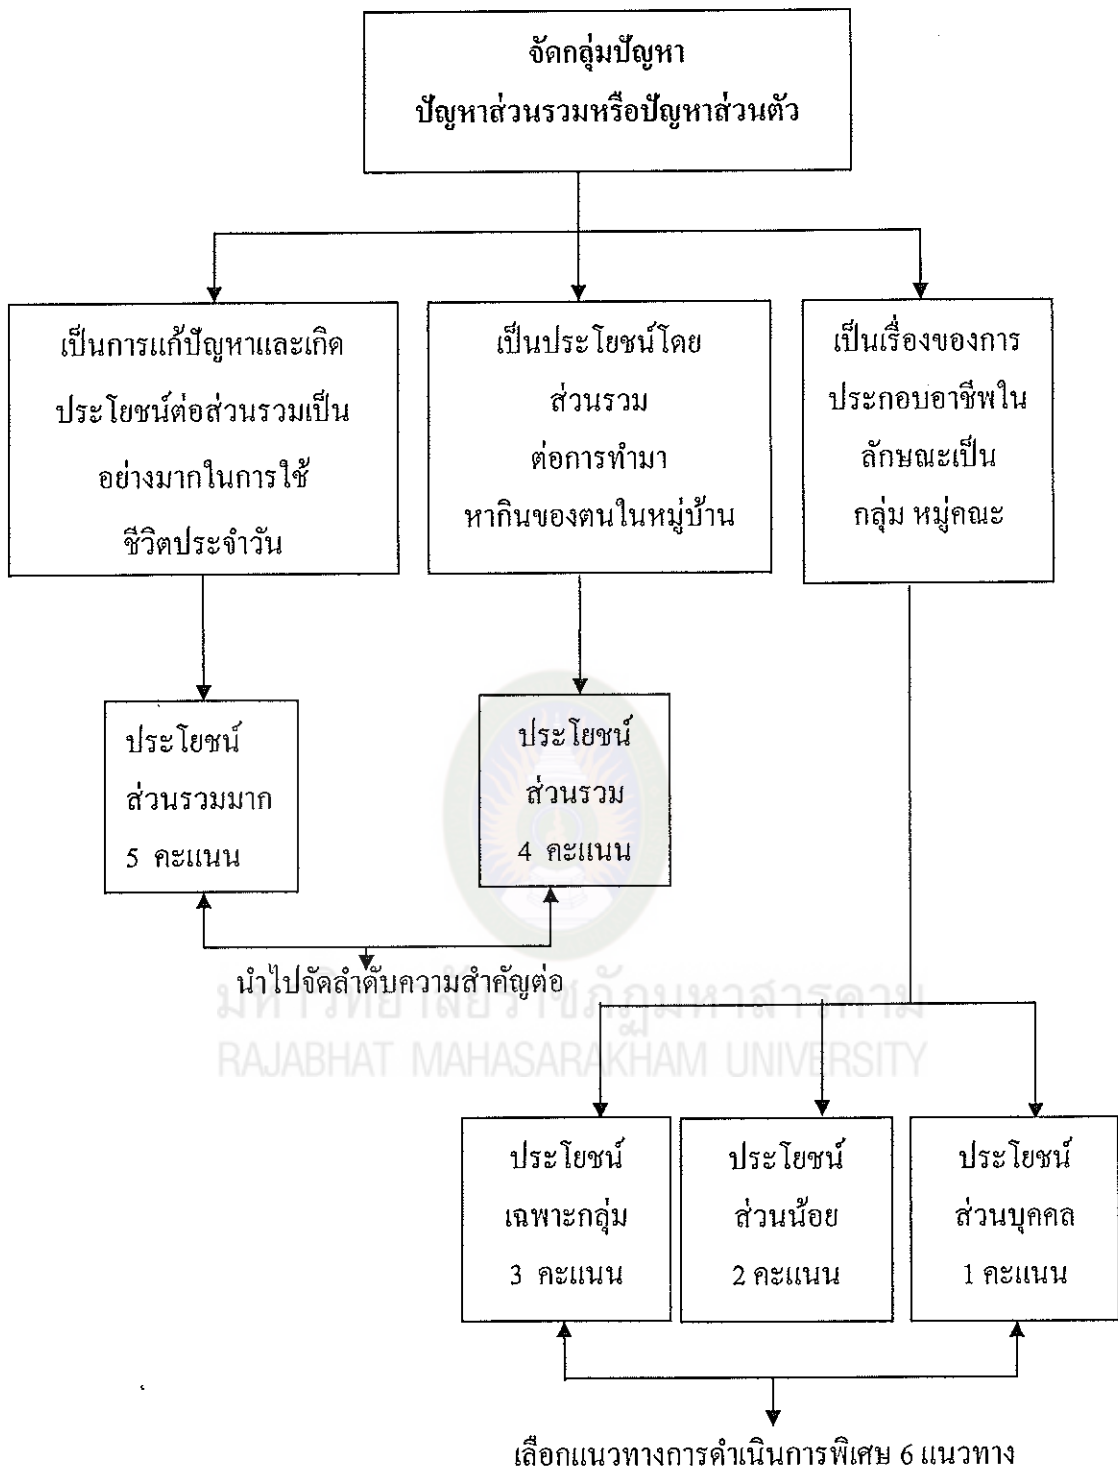 จัดกลุ่มปัญหา
ปัญหาส่วนรวมหรือปัญหาส่วนตัว
เป็นการแก้ปัญหาและเกิด
ประโยชน์ต่อส่วนรวมเป็น
อย่างมากในการใช้
ชีวิตประจำวัน
เป็นประโยชน์โดย
ส่วนรวม
ต่อการทำมา
หากินของตนในหมู่บ้าน
เป็นเรื่องของการ
ประกอบอาชีพใน
ลักษณะเป็น
กลุ่ม หมู่คณะ
ประโยชน์
ส่วนรวมมาก
5 คะแนน
ประโยชน์
ส่วนรวม
4 คะแนน
นำไปจัดลำดับความสำคัญต่อ
มหาวิทยาลัยราชภัฏมหาสารคาม
RAJABHAT MAHASARAKHAM UNIVERSITY
ประโยชน์
เฉพาะกลุ่ม
3 คะแนน
ประโยชน์
ส่วนน้อย
2 คะแนน
ประโยชน์
ส่วนบุคคล
1 คะแนน
เลือกแนวทางการดำเนินการพิเศษ 6 แนวทาง